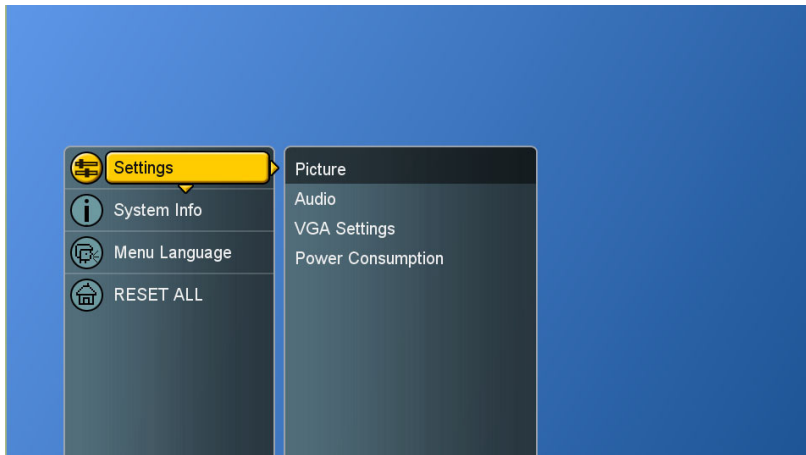 Settings
System Info
Menu Language
RESET ALL
Picture
Audio
VGA Settings
Power Consumption